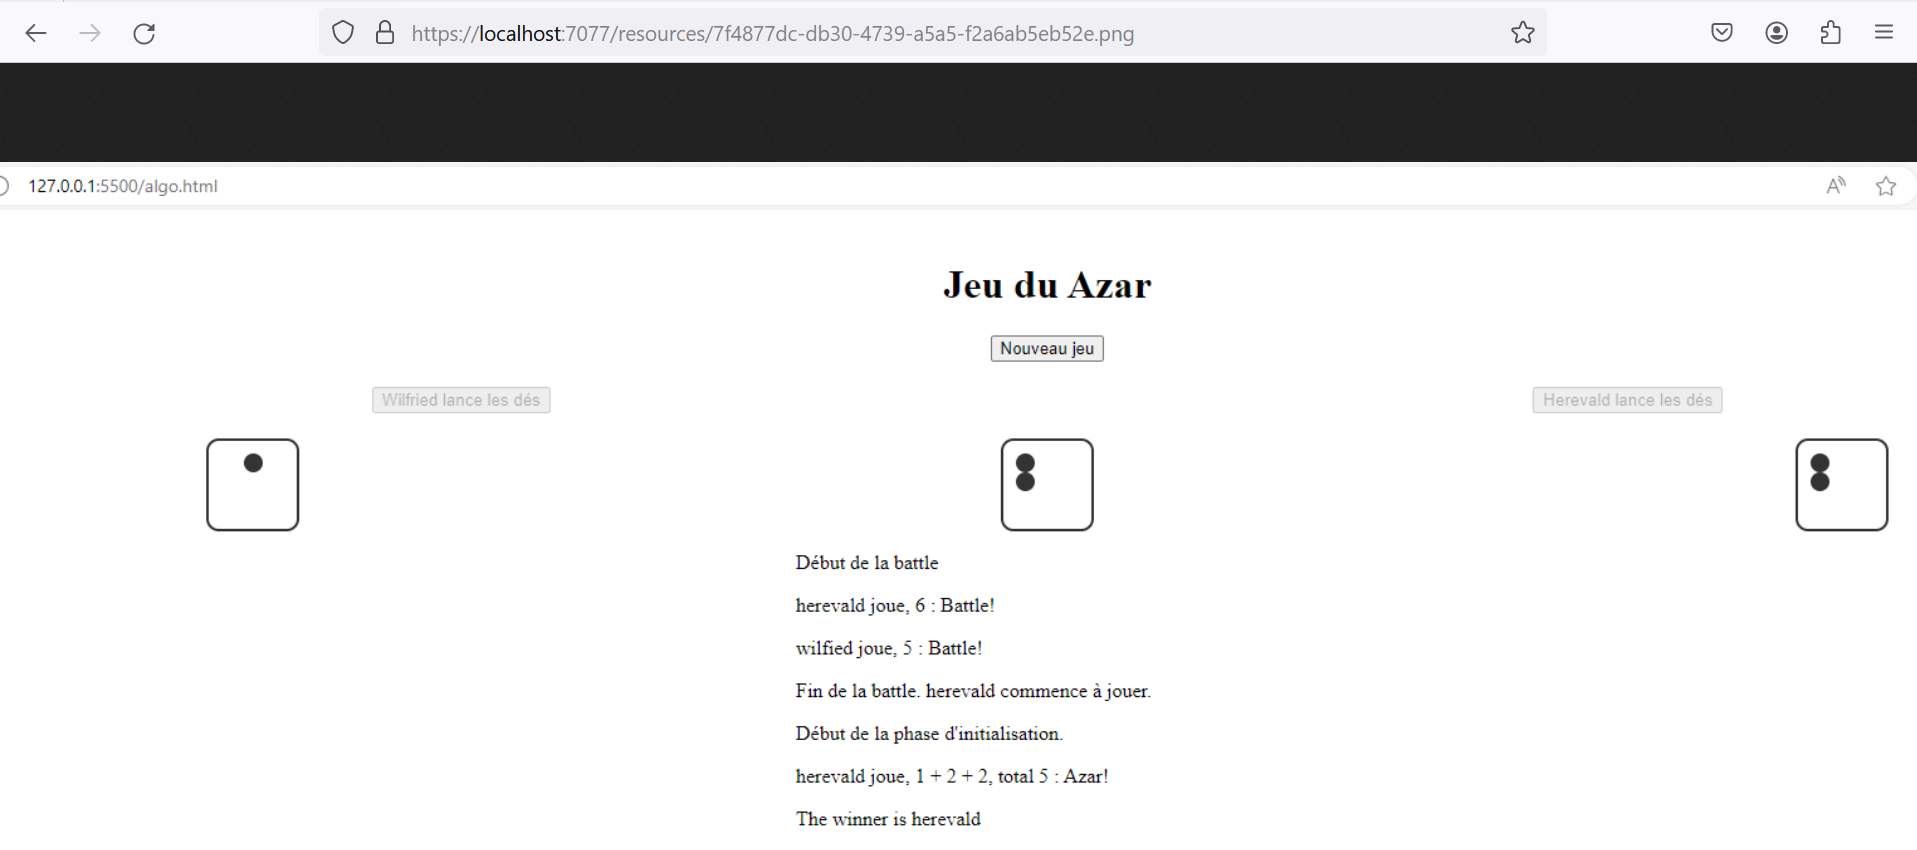 https://localhost:7077/resources/7f4877dc-db30-4739-a5a5-f2a6ab5eb52e.png
127.0.0.1:5500/algo.html
Jeu du Azar
Nouveau jeu
Wilfried lance les dés
Herevald lance les dés
Début de la battle
herevald joue, 6 : Battle!
wilfied joue, 5 : Battle!
Fin de la battle. herevald commence à jouer.
Début de la phase d'initialisation.
herevald joue, 1 + 2 + 2, total 5 : Azar!
The winner is herevald